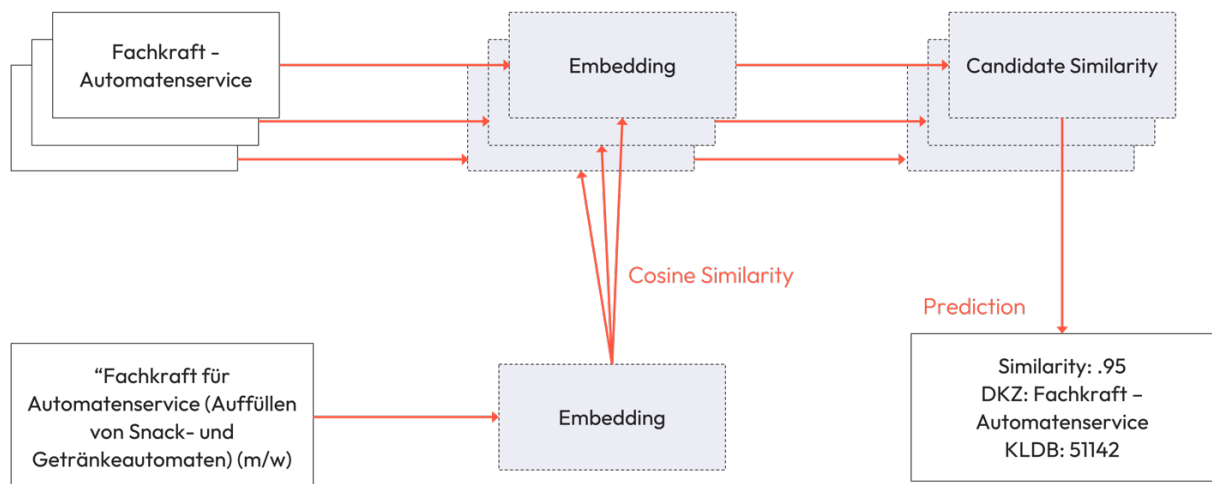 Fachkraft -
Automatenservice
Embedding
Candidate Similarity
Cosine Similarity
Prediction
“Fachkraft für
Automatenservice (Auffüllen
von Snack- und
Getränkeautomaten) (m/w)
Embedding
Similarity: .95
DKZ: Fachkraft –
Automatenservice
KLDB: 51142